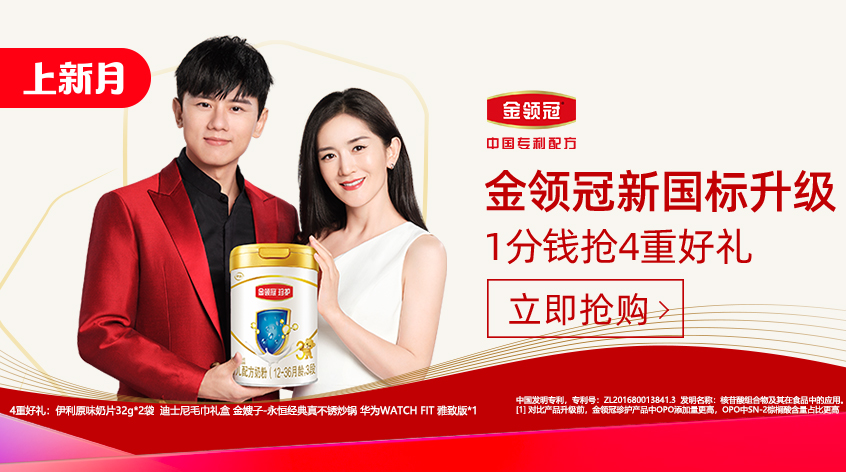 上新月
金领冠
中国专利配方
金领冠新国标升级
1分钱抢4重好礼
立即抢购
金领冠 珍护
3
配方奶粉（12-36月龄，3段
4重好礼：伊利原味奶片32g*2袋 迪士尼毛巾礼盒 金嫂子-永恒经典真不锈炒锅 华为WATCH FIT 雅致版*1
中国发明专利，专利号：ZL201680013841.3 发明名称：核苷酸组合物及其在食品中的应用。
[1] 对比产品升级前，金领冠珍护产品中OPO添加量更高，OPO中SN-2棕榈酸含量占比更高